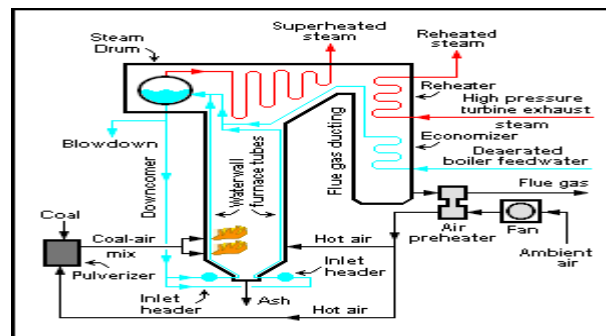 Superheated
steam
Reheated
steam
Steam
Drum
Reheater
High pressure
turbine exhaust
steam
Economizer
Deaerated
boiler feedwater
Blowdown
Downcomer
Waterwall
furnace tubes
Flue gas ducting
Flue gas
Coal
Coal-air
mix
Pulverizer
Hot air
Air
preheater
Fan
Ambient
air
Inlet
header
Inlet
header
Ash
Hot air